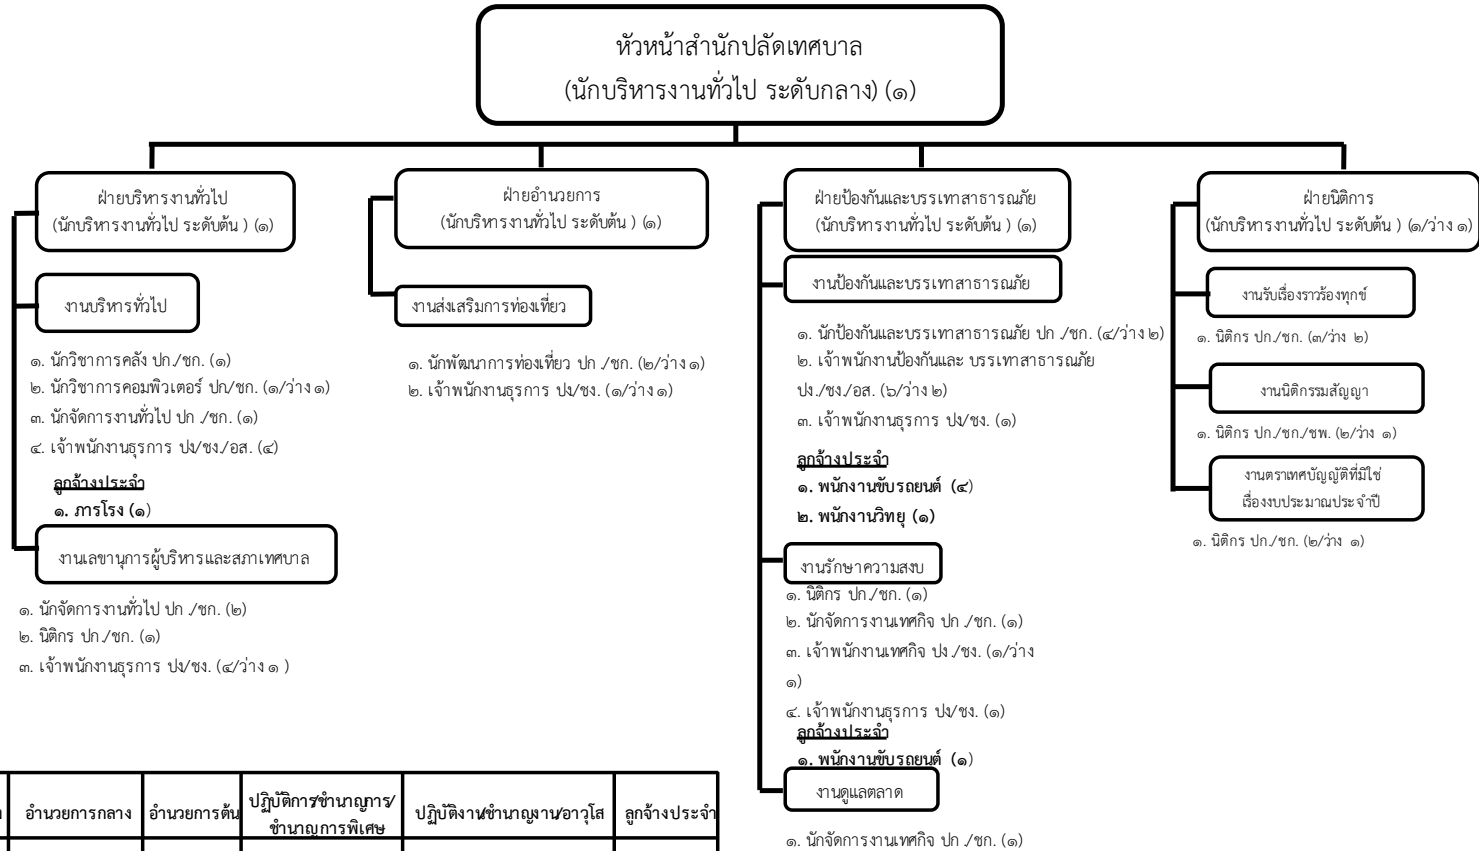 หัวหน้าสำนักปลัดเทศบาล
(นักบริหารงานทั่วไป ระดับกลาง) (๑)
ฝ่ายบริหารงานทั่วไป
(นักบริหารงานทั่วไป ระดับต้น ) (๑)
งานบริหารทั่วไป
๑. นักวิชาการคลัง ปก./ชก. (๑)
๒. นักวิชาการคอมพิวเตอร์ ปก/ชก. (๑/ว่าง ๑)
๓. นักจัดการงานทั่วไป ปก ./ชก. (๑)
๔. เจ้าพนักงานธุรการ ปง/ชง./อส. (๔)
ลูกจ้างประจำ
๑. ภารโรง (๑)
งานเลขานุการผู้บริหารและสภาเทศบาล
๑. นักจัดการงานทั่วไป ปก ./ชก. (๒)
๒. นิติกร ปก./ชก. (๑)
๓. เจ้าพนักงานธุรการ ปง/ชง. (๔/ว่าง ๑ )
ฝ่ายอำนวยการ
(นักบริหารงานทั่วไป ระดับต้น ) (๑)
งานส่งเสริมการท่องเที่ยว
๑. นักพัฒนาการท่องเที่ยว ปก ./ชก. (๒/ว่าง ๑)
๒. เจ้าพนักงานธุรการ ปง/ชง. (๑/ว่าง ๑)
ฝ่ายป้องกันและบรรเทาสาธารณภัย
(นักบริหารงานทั่วไป ระดับต้น ) (๑)
งานป้องกันและบรรเทาสาธารณภัย
๑. นักป้องกันและบรรเทาสาธารณภัย ปก ./ชก. (๔/ว่าง ๒)
๒. เจ้าพนักงานป้องกันและ บรรเทาสาธารณภัย
ปง./ชง./อส. (๖/ว่าง ๒)
๓. เจ้าพนักงานธุรการ ปง/ชง. (๑)
ลูกจ้างประจำ
๑. พนักงานขับรถยนต์ (๔)
๒. พนักงานวิทยุ (๑)
งานรักษาความสงบ
๑. นิติกร ปก./ชก. (๑)
๒. นักจัดการงานเทศกิจ ปก ./ชก. (๑)
๓. เจ้าพนักงานเทศกิจ ปง ./ชง. (๑/ว่าง
๑)
๔. เจ้าพนักงานธุรการ ปง/ชง. (๑)
ลูกจ้างประจำ
๑. พนักงานขับรถยนต์ (๑)
งานดูแลตลาด
๑. นักจัดการงานเทศกิจ ปก ./ชก. (๑)
ฝ่ายนิติการ
(นักบริหารงานทั่วไป ระดับต้น ) (๑/ว่าง ๑)
งานรับเรื่องราวร้องทุกข์
๑. นิติกร ปก./ชก. (๓/ว่าง ๒)
งานนิติกรรมสัญญา
๑. นิติกร ปก./ชก./ชพ. (๒/ว่าง ๑)
งานตราเทศบัญญัติที่มิใช่
เรื่องงบประมาณประจำปี
๑. นิติกร ปก./ชก. (๒/ว่าง ๑)
อำนวยการกลาง
อำนวยการต้น
ปฏิบัติการ/ชำนาญการ/
ชำนาญการพิเศษ
ปฏิบัติงาน/ชำนาญงาน/อาวุโส
ลูกจ้างประจำ